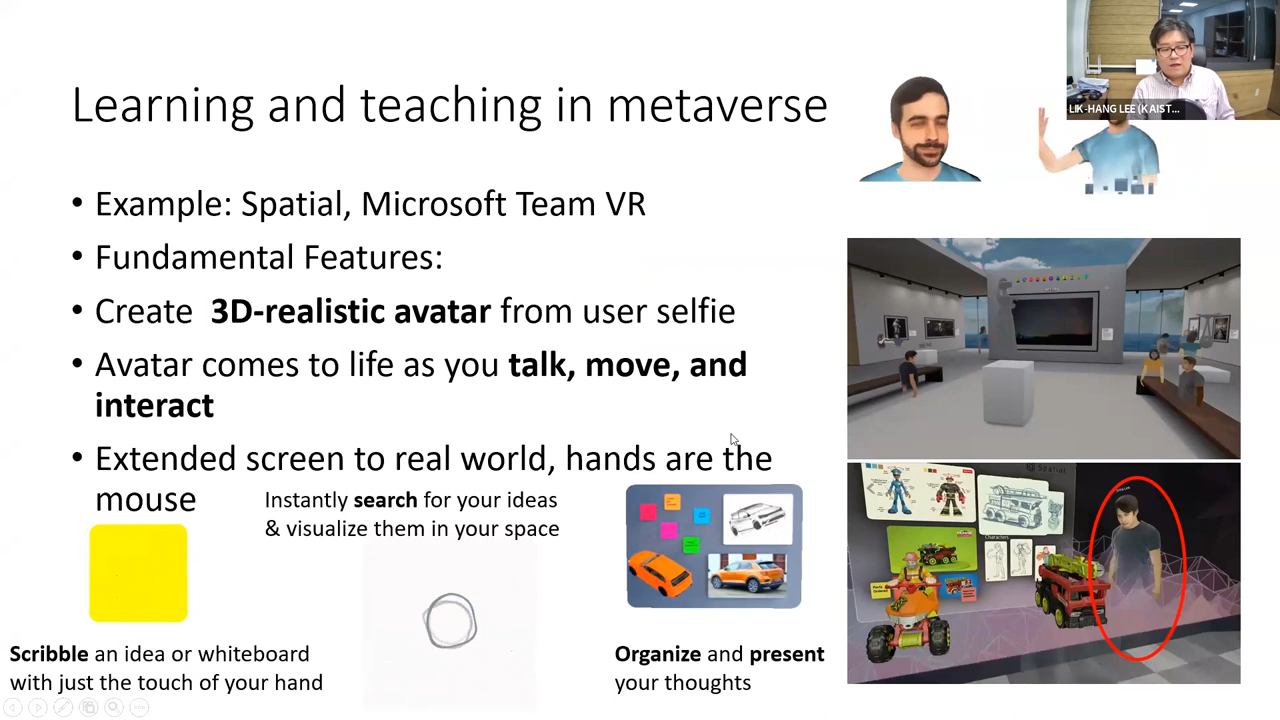 LIK-HANG LEE (KAIST...
Learning and teaching in metaverse
• Example: Spatial, Microsoft Team VR
• Fundamental Features:
• Create 3D-realistic avatar from user selfie
• Avatar comes to life as you talk, move, and
interact
• Extended screen to real world, hands are the
mouse
Instantly search for your ideas
& visualize them in your space
Scribble an idea or whiteboard
with just the touch of your hand
Organize and present
your thoughts
Spatial
Characters